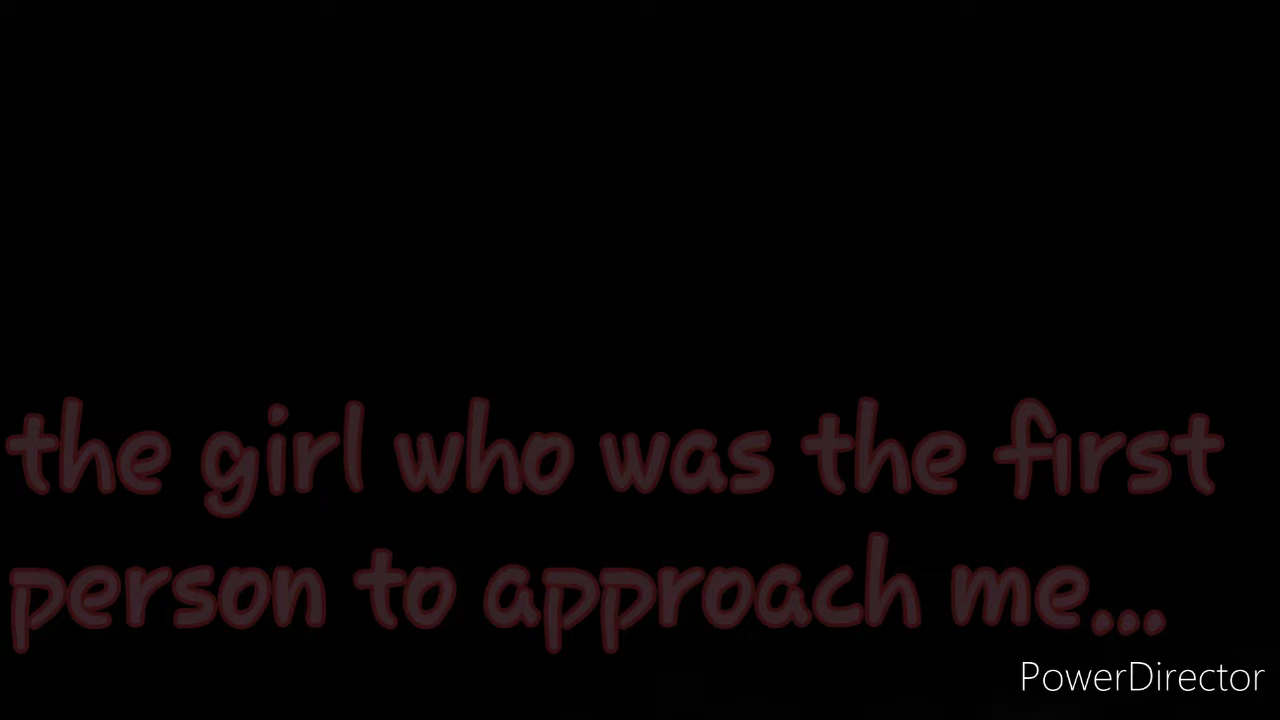 the girl who was the first
person to approach me...
PowerDirector